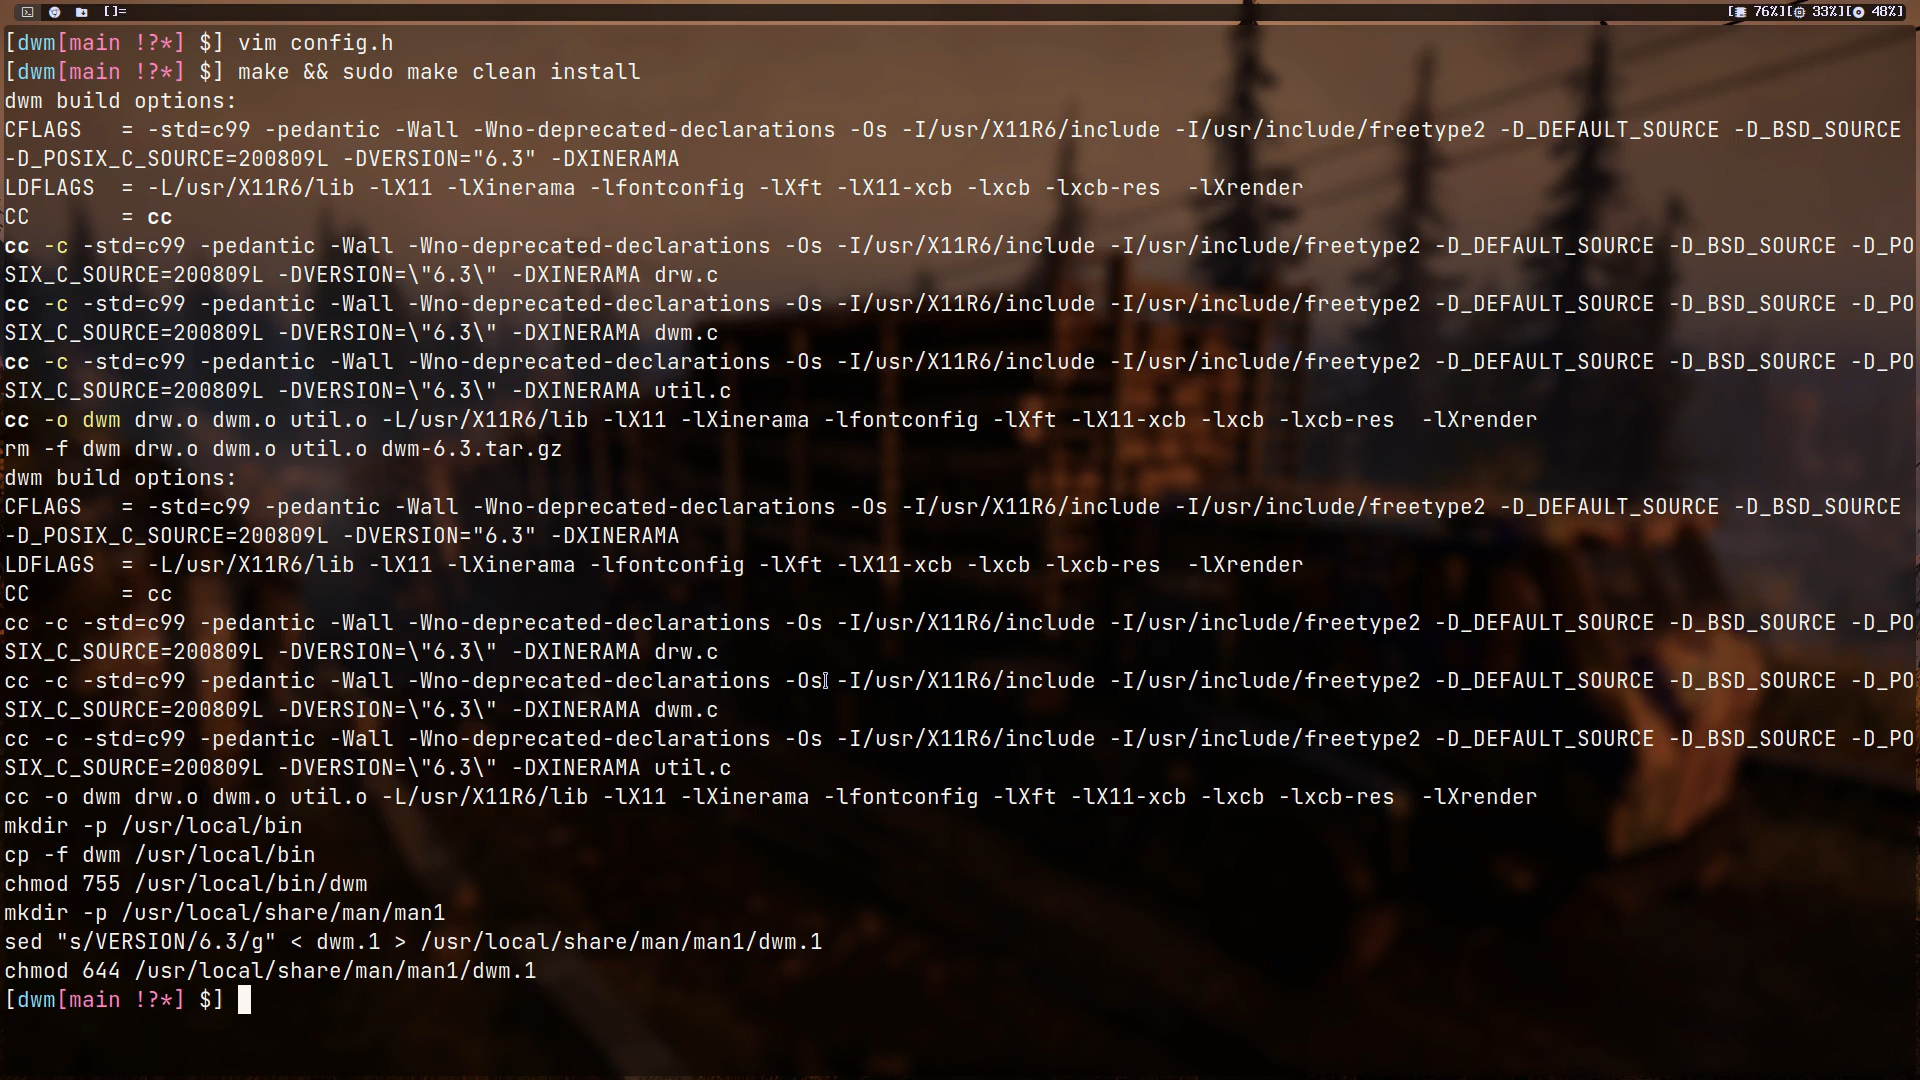 []= [ 76%][ 33%][ 48%]
[dwm[main !?*] $] vim config.h
[dwm[main !?*] $] make && sudo make clean install
dwm build options:
CFLAGS   = -std=c99 -pedantic -Wall -Wno-deprecated-declarations -Os -I/usr/X11R6/include -I/usr/include/freetype2 -D_DEFAULT_SOURCE -D_BSD_SOURCE
-D_POSIX_C_SOURCE=200809L -DVERSION="6.3" -DXINERAMA
LDFLAGS  = -L/usr/X11R6/lib -lX11 -lXinerama -lfontconfig -lXft -lX11-xcb -lxcb -lxcb-res  -lXrender
CC       = cc
cc -c -std=c99 -pedantic -Wall -Wno-deprecated-declarations -Os -I/usr/X11R6/include -I/usr/include/freetype2 -D_DEFAULT_SOURCE -D_BSD_SOURCE -D_PO
SIX_C_SOURCE=200809L -DVERSION=\"6.3\" -DXINERAMA drw.c
cc -c -std=c99 -pedantic -Wall -Wno-deprecated-declarations -Os -I/usr/X11R6/include -I/usr/include/freetype2 -D_DEFAULT_SOURCE -D_BSD_SOURCE -D_PO
SIX_C_SOURCE=200809L -DVERSION=\"6.3\" -DXINERAMA dwm.c
cc -c -std=c99 -pedantic -Wall -Wno-deprecated-declarations -Os -I/usr/X11R6/include -I/usr/include/freetype2 -D_DEFAULT_SOURCE -D_BSD_SOURCE -D_PO
SIX_C_SOURCE=200809L -DVERSION=\"6.3\" -DXINERAMA util.c
cc -o dwm drw.o dwm.o util.o -L/usr/X11R6/lib -lX11 -lXinerama -lfontconfig -lXft -lX11-xcb -lxcb -lxcb-res  -lXrender
rm -f dwm drw.o dwm.o util.o dwm-6.3.tar.gz
dwm build options:
CFLAGS   = -std=c99 -pedantic -Wall -Wno-deprecated-declarations -Os -I/usr/X11R6/include -I/usr/include/freetype2 -D_DEFAULT_SOURCE -D_BSD_SOURCE
-D_POSIX_C_SOURCE=200809L -DVERSION="6.3" -DXINERAMA
LDFLAGS  = -L/usr/X11R6/lib -lX11 -lXinerama -lfontconfig -lXft -lX11-xcb -lxcb -lxcb-res  -lXrender
CC       = cc
cc -c -std=c99 -pedantic -Wall -Wno-deprecated-declarations -Os -I/usr/X11R6/include -I/usr/include/freetype2 -D_DEFAULT_SOURCE -D_BSD_SOURCE -D_PO
SIX_C_SOURCE=200809L -DVERSION=\"6.3\" -DXINERAMA drw.c
cc -c -std=c99 -pedantic -Wall -Wno-deprecated-declarations -Os -I/usr/X11R6/include -I/usr/include/freetype2 -D_DEFAULT_SOURCE -D_BSD_SOURCE -D_PO
SIX_C_SOURCE=200809L -DVERSION=\"6.3\" -DXINERAMA dwm.c
cc -c -std=c99 -pedantic -Wall -Wno-deprecated-declarations -Os -I/usr/X11R6/include -I/usr/include/freetype2 -D_DEFAULT_SOURCE -D_BSD_SOURCE -D_PO
SIX_C_SOURCE=200809L -DVERSION=\"6.3\" -DXINERAMA util.c
cc -o dwm drw.o dwm.o util.o -L/usr/X11R6/lib -lX11 -lXinerama -lfontconfig -lXft -lX11-xcb -lxcb -lxcb-res  -lXrender
mkdir -p /usr/local/bin
cp -f dwm /usr/local/bin
chmod 755 /usr/local/bin/dwm
mkdir -p /usr/local/share/man/man1
sed "s/VERSION/6.3/g" < dwm.1 > /usr/local/share/man/man1/dwm.1
chmod 644 /usr/local/share/man/man1/dwm.1
[dwm[main !?*] $]